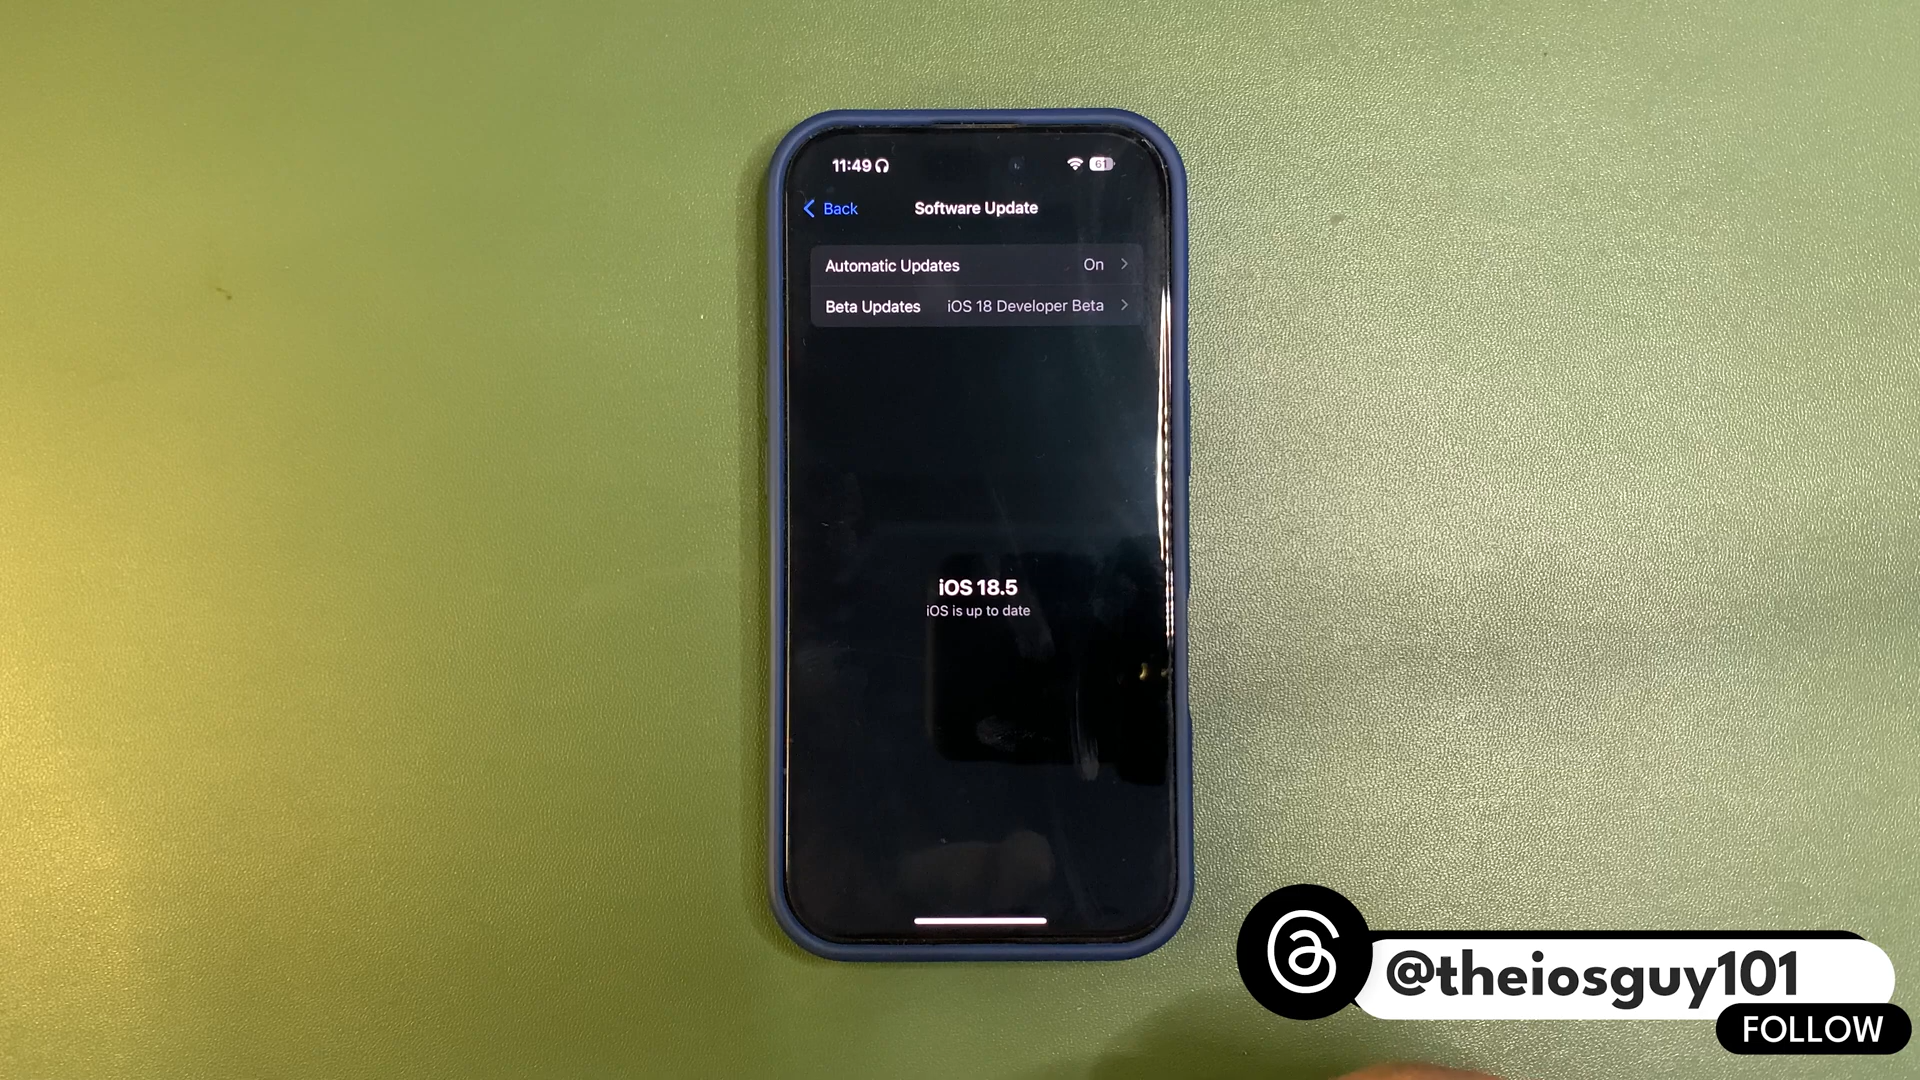 11:49
61
Back
Software Update
Automatic Updates On
Beta Updates iOS 18 Developer Beta
iOS 18.5
iOS is up to date
@theiosguy101
FOLLOW